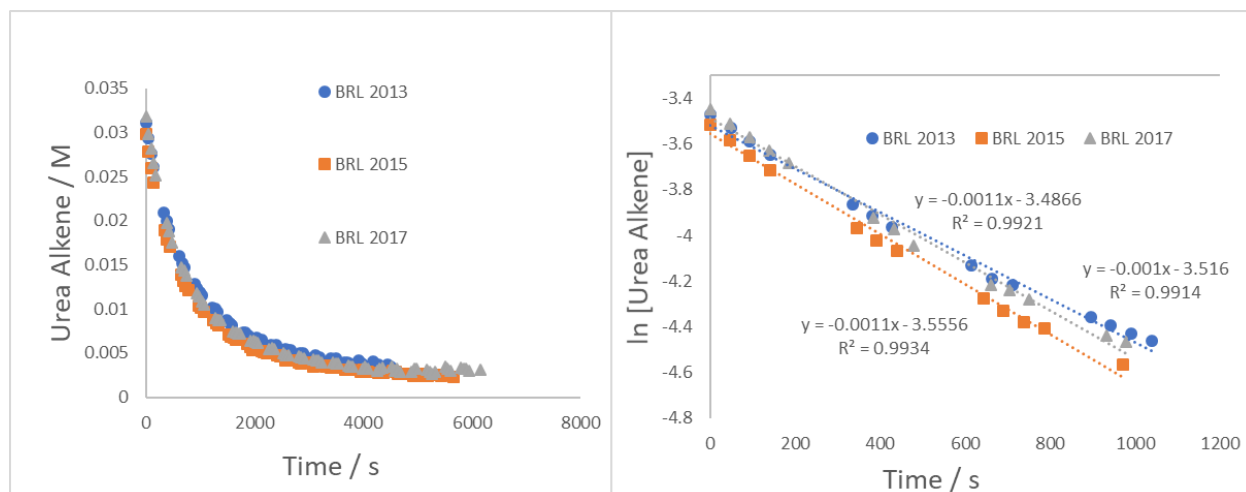 0.035
0.03
0.025
0.02
0.015
0.01
0.005
0
Urea Alkene / M
BRL 2013
BRL 2015
BRL 2017
0 2000 4000 6000 8000
Time / s
-3.4
-3.6
-3.8
-4
-4.2
-4.4
-4.6
-4.8
ln [Urea Alkene]
BRL 2013 BRL 2015 BRL 2017
y = -0.0011x - 3.4866
R² = 0.9921
y = -0.001x - 3.516
R² = 0.9914
y = -0.0011x - 3.5556
R² = 0.9934
0 200 400 600 800 1000 1200
Time / s